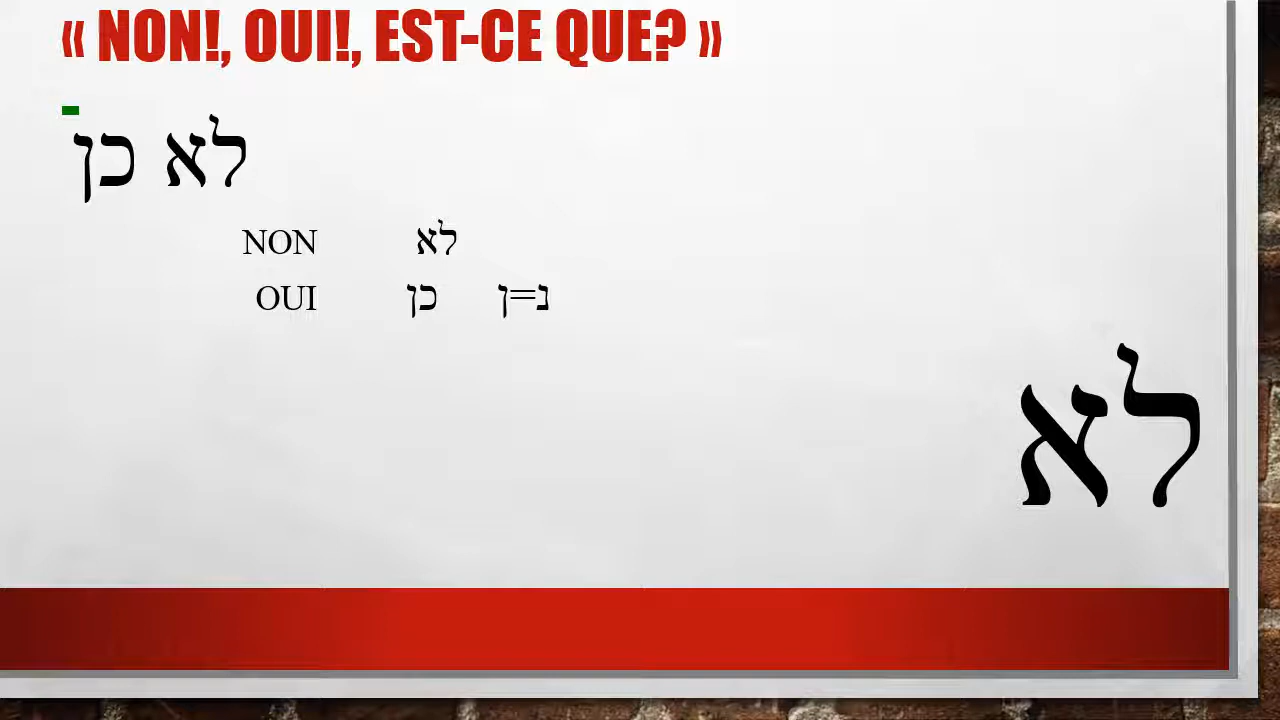 « NON!, OUI!, EST-CE QUE? »
לא כן
NON לא
OUI כן נ=ן
לא